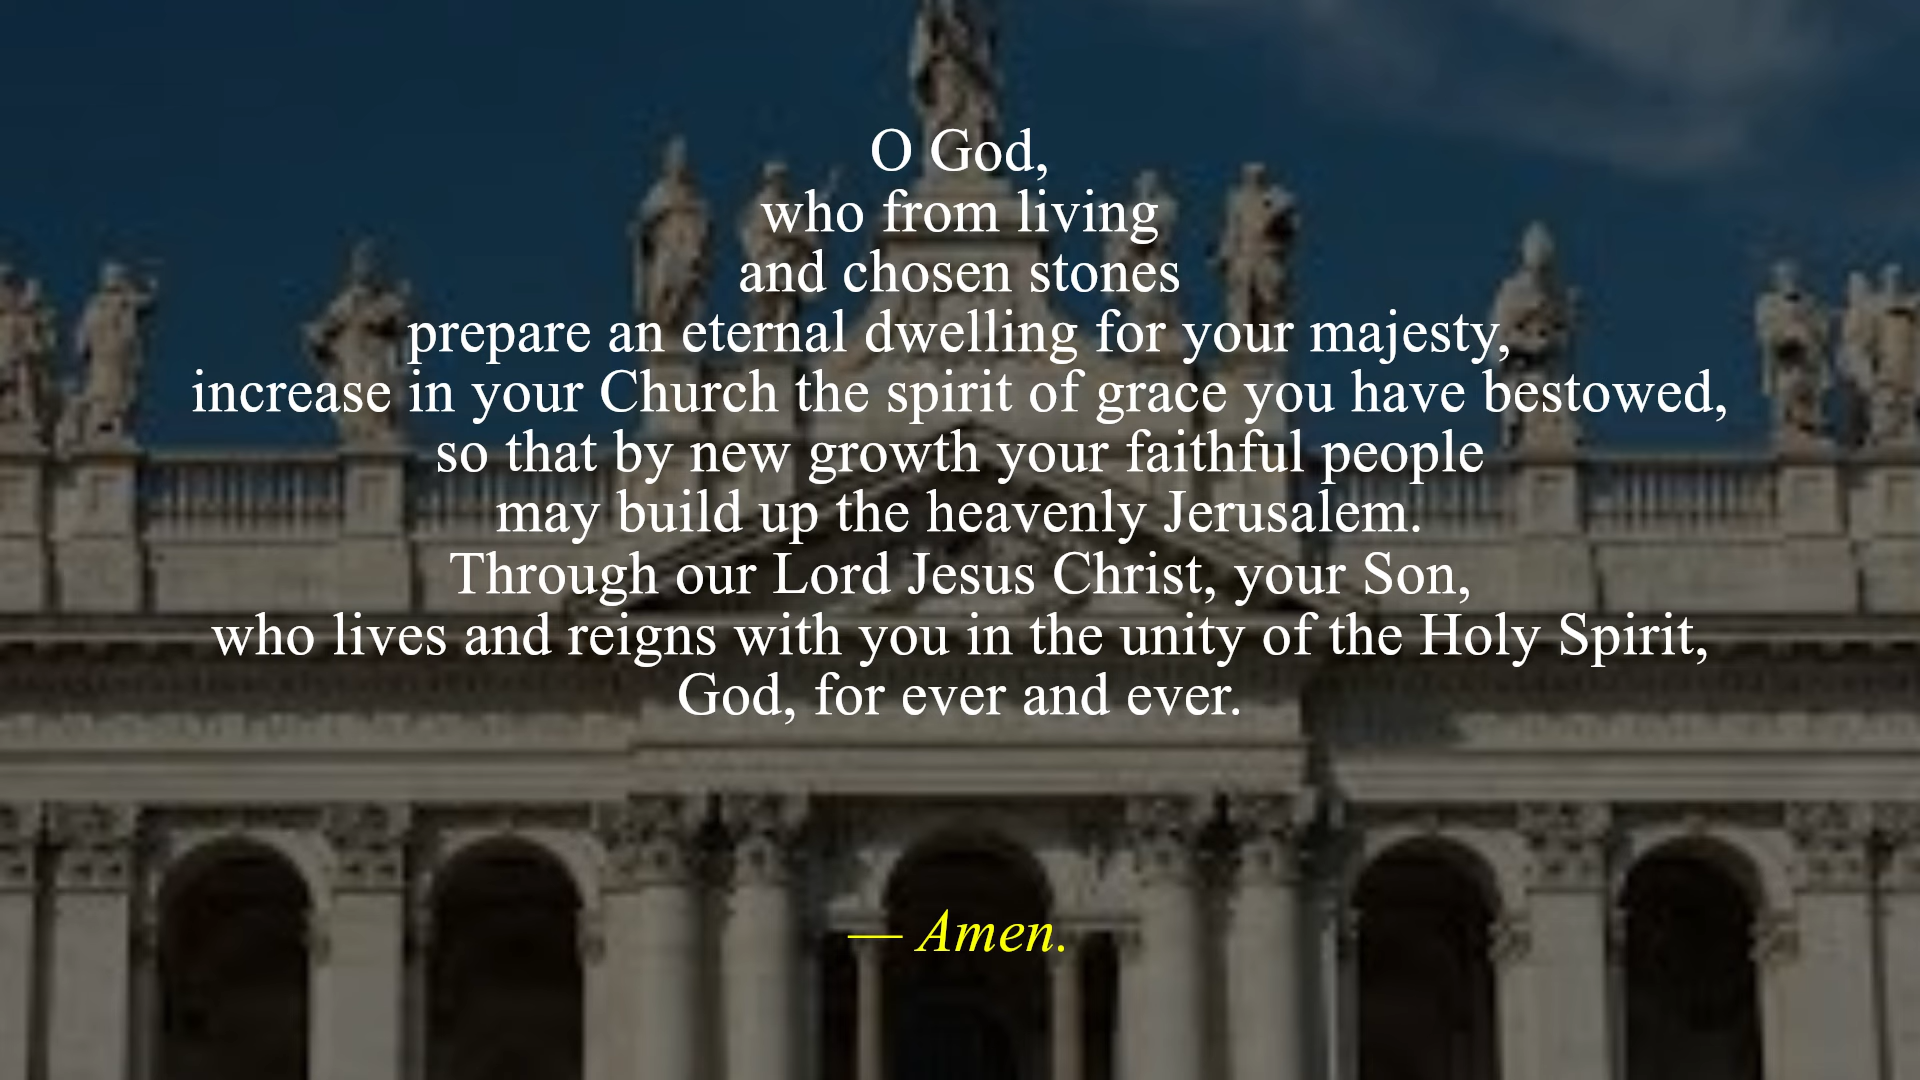 O God,
who from living
and chosen stones
prepare an eternal dwelling for your majesty,
increase in your Church the spirit of grace you have bestowed,
so that by new growth your faithful people
may build up the heavenly Jerusalem.
Through our Lord Jesus Christ, your Son,
who lives and reigns with you in the unity of the Holy Spirit,
God, for ever and ever.
— Amen.